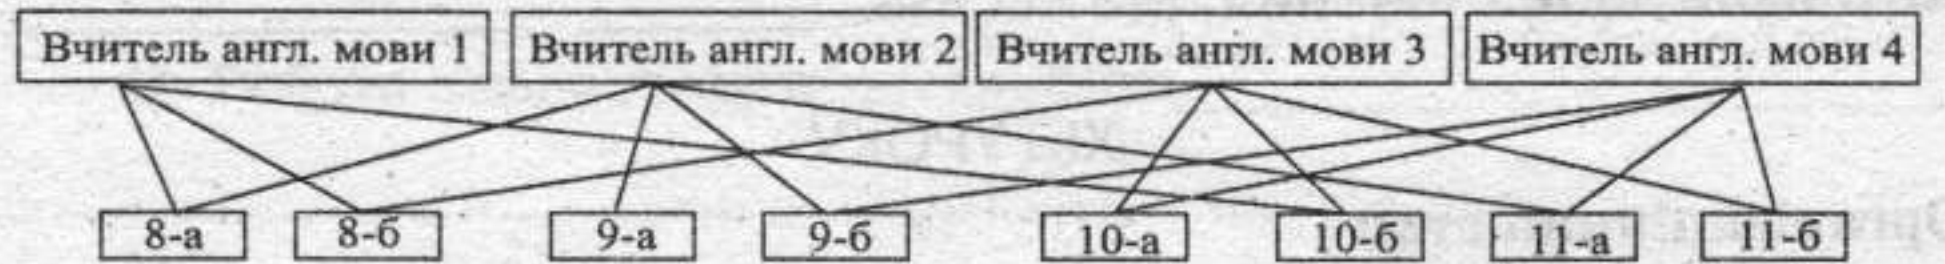 Вчитель англ. мови 1 Вчитель англ. мови 2 Вчитель англ. мови 3 Вчитель англ. мови 4
8-а 8-б 9-а 9-б 10-а 10-б 11-а 11-б